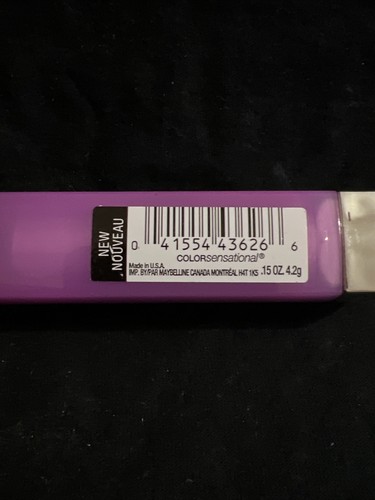 NEW
NOUVEAU
0 41554 43626 6
COLORsensational®
Made in U.S.A.
IMP. BY/PAR MAYBELLINE CANADA MONTRÉAL H4T 1K5 .15 OZ. 4.2g